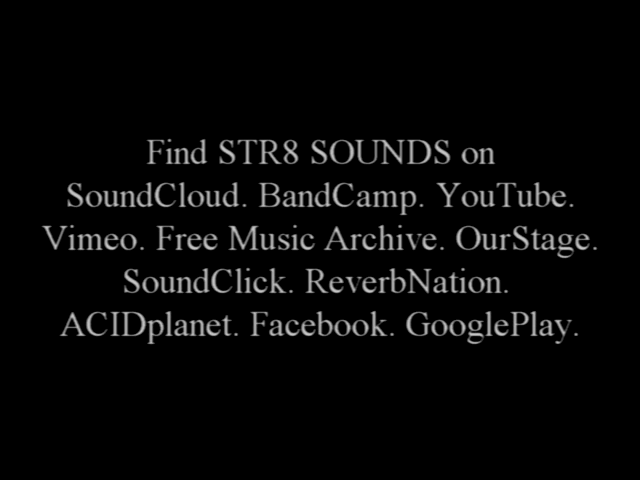 Find STR8 SOUNDS on
SoundCloud. BandCamp. YouTube.
Vimeo. Free Music Archive. OurStage.
SoundClick. ReverbNation.
ACIDplanet. Facebook. GooglePlay.